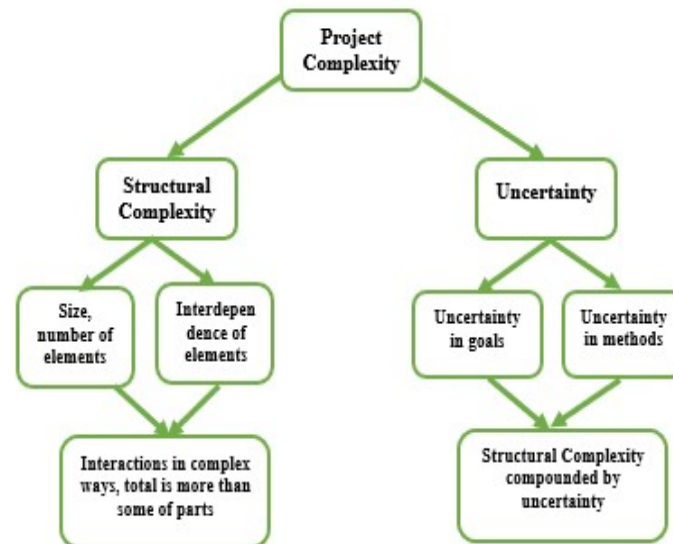 Project
Complexity
Structural
Complexity
Uncertainty
Size,
number of
elements
Interdepen
dence of
elements
Uncertainty
in goals
Uncertainty
in methods
Interactions in complex
ways, total is more than
some of parts
Structural Complexity
compounded by
uncertainty